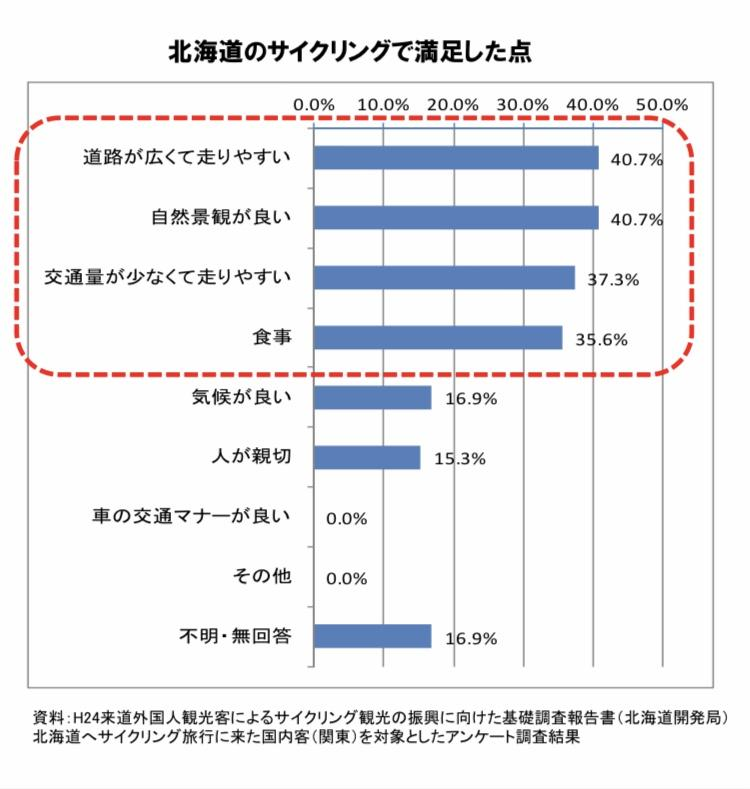 北海道のサイクリングで満足した点
0.0% 10.0% 20.0% 30.0% 40.0% 50.0%
道路が広くて走りやすい 40.7%
自然景観が良い 40.7%
交通量が少なくて走りやすい 37.3%
食事 35.6%
気候が良い 16.9%
人が親切 15.3%
車の交通マナーが良い 0.0%
その他 0.0%
不明・無回答 16.9%
資料：H24来道外国人観光客によるサイクリング観光の振興に向けた基礎調査報告書（北海道開発局）
北海道へサイクリング旅行に来た国内客（関東）を対象としたアンケート調査結果